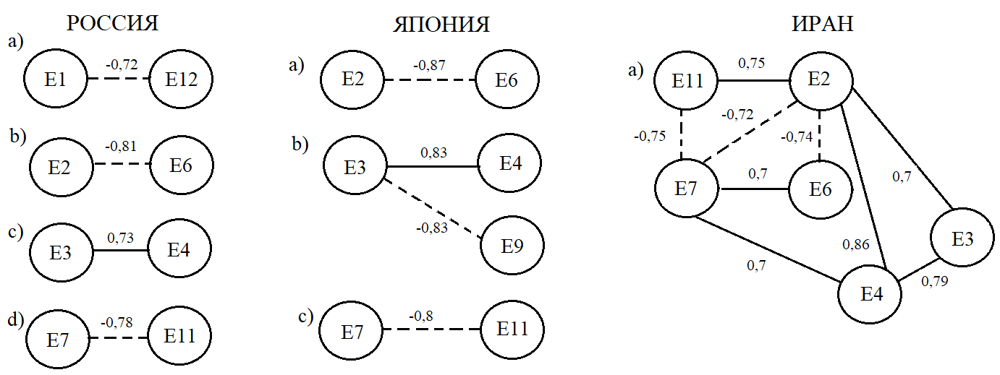 РОССИЯ
a)
E1
-0,72
E12
b)
E2
-0,81
E6
c)
E3
0,73
E4
d)
E7
-0,78
E11
ЯПОНИЯ
a)
E2
-0,87
E6
b)
E3
0,83
E4
-0,83
E9
c)
E7
-0,8
E11
ИРАН
a)
E11
0,75
E2
-0,75
-0,72
-0,74
E7
0,7
E6
0,7
E3
0,7
0,86
0,79
E4